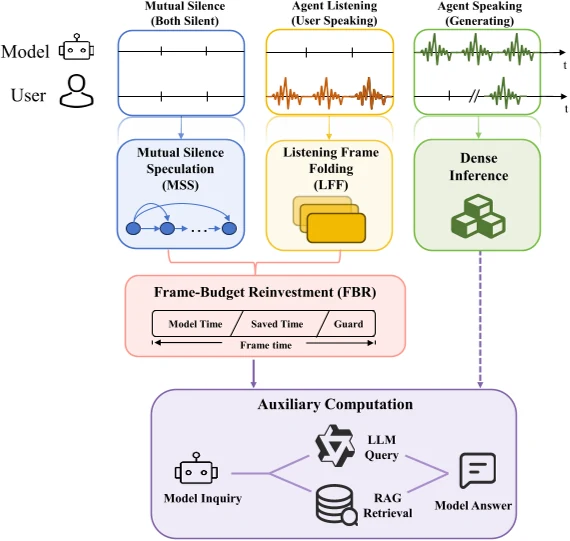 Mutual Silence
(Both Silent)
Agent Listening
(User Speaking)
Agent Speaking
(Generating)
Model
t
User
t
Mutual Silence
Speculation
(MSS)
Listening Frame
Folding
(LFF)
Dense
Inference
Frame-Budget Reinvestment (FBR)
Model Time
Saved Time
Guard
Frame time
Auxiliary Computation
LLM
Query
Model Inquiry
RAG
Retrieval
Model Answer